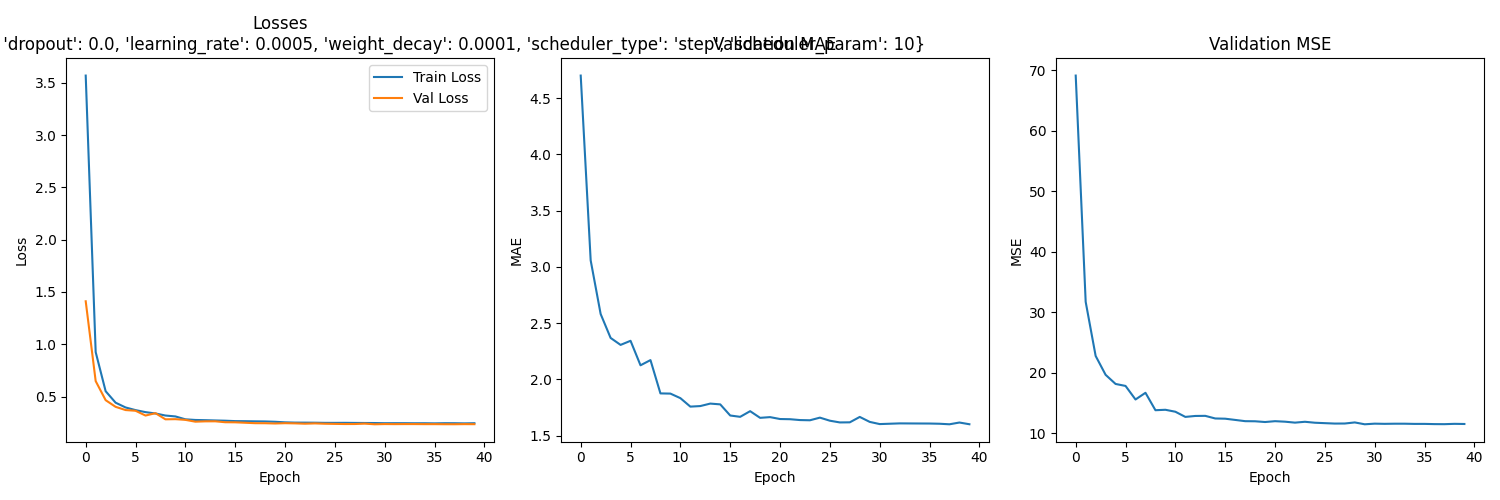 Losses
'dropout': 0.0, 'learning_rate': 0.0005, 'weight_decay': 0.0001, 'scheduler_type': 'step', 'scheduler_param': 10}
Validation MAE
Validation MSE
Train Loss
Val Loss
3.5
3.0
2.5
2.0
1.5
1.0
0.5
Loss
0 5 10 15 20 25 30 35 40
Epoch
4.5
4.0
3.5
3.0
2.5
2.0
1.5
MAE
0 5 10 15 20 25 30 35 40
Epoch
70
60
50
40
30
20
10
MSE
0 5 10 15 20 25 30 35 40
Epoch